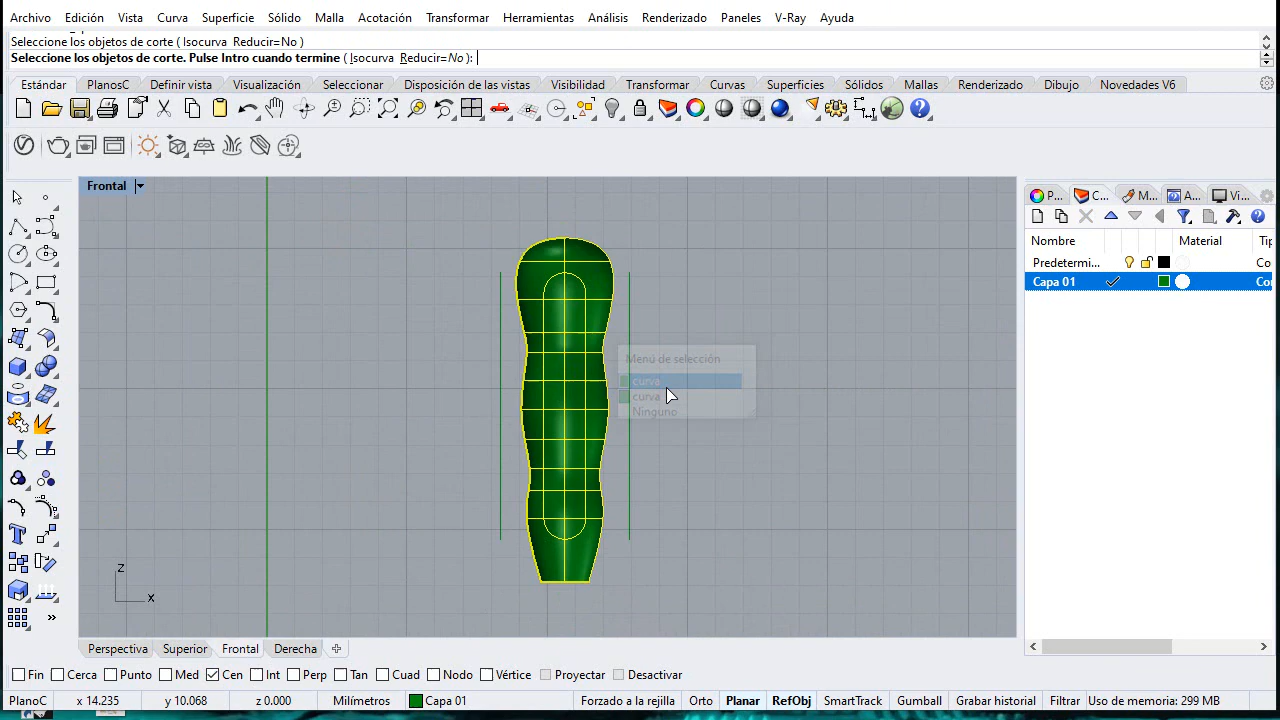 Archivo Edición Vista Curva Superficie Sólido Malla Acotación Transformar Herramientas Análisis Renderizado Paneles V-Ray Ayuda
Seleccione los objetos de corte ( Isocurva Reducir=No )
Seleccione los objetos de corte. Pulse Intro cuando termine ( Isocurva Reducir=No ):
Estándar PlanosC Definir vista Visualización Seleccionar Disposición de las vistas Visibilidad Transformar Curvas Superficies Sólidos Mallas Renderizado Dibujo Novedades V6
Frontal
P... C... M... A... Vi...
Nombre Material Tip
Predetermi... Co
Capa 01 Cor
Menú de selección
curva
curva
Ninguno
z
x
Perspectiva Superior Frontal Derecha
Fin Cerca Punto Med Cen Int Perp Tan Cuad Nodo Vértice Proyectar Desactivar
PlanoC x 14.235 y 10.068 z 0.000 Milímetros Capa 01 Forzado a la rejilla Orto Planar RefObj SmartTrack Gumball Grabar historial Filtrar Uso de memoria: 299 MB